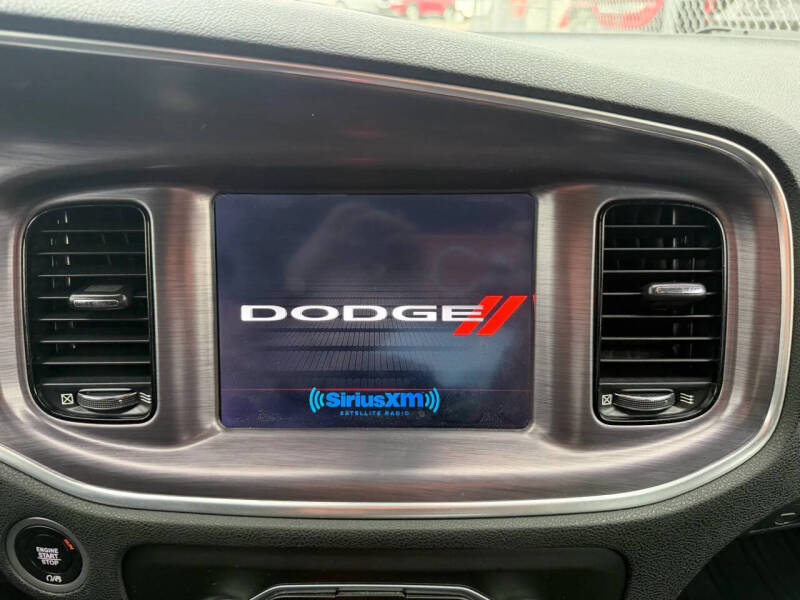 DODGE
SiriusXM
SATELLITE RADIO
ENGINE
START
STOP